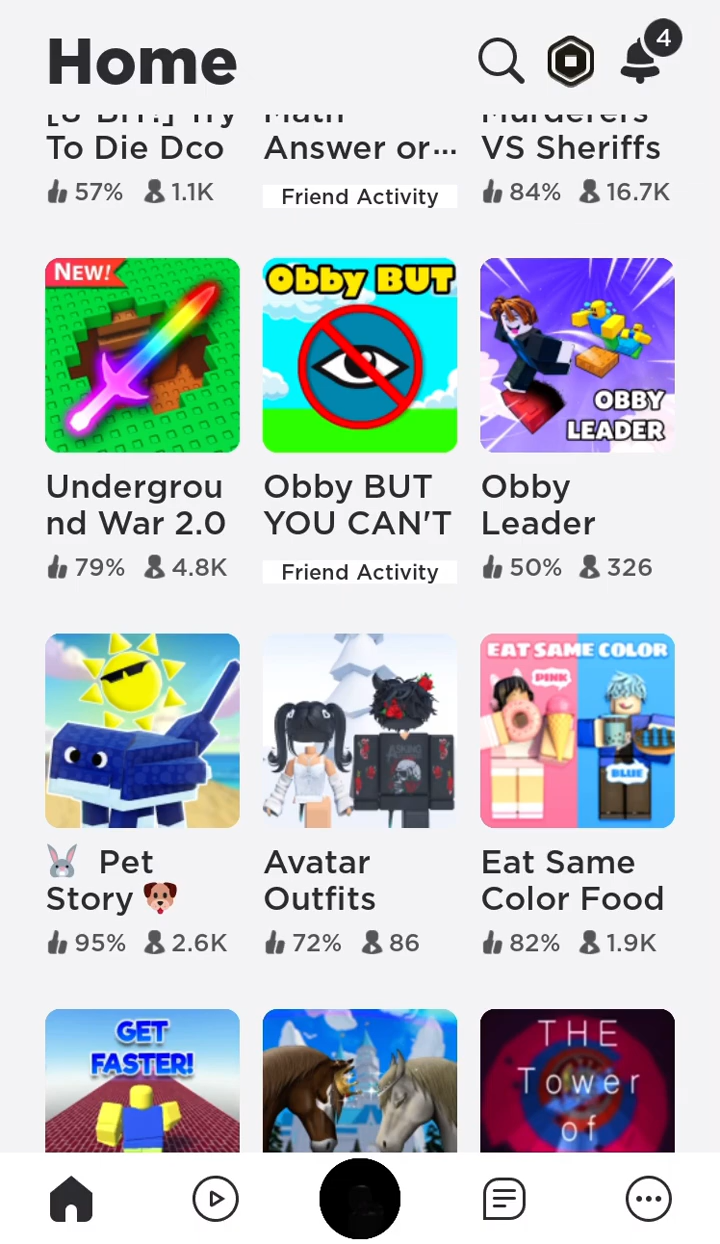 Home
4
To Die Dco
57% 1.1K
Math
Answer or...
Friend Activity
Murderers
VS Sheriffs
84% 16.7K
NEW!
Undergrou
nd War 2.0
79% 4.8K
Obby BUT
Obby BUT
YOU CAN'T
Friend Activity
OBBY
LEADER
Obby
Leader
50% 326
Pet
Story
95% 2.6K
ASKING
Avatar
Outfits
72% 86
EAT SAME COLOR
PINK
BLUE
Eat Same
Color Food
82% 1.9K
GET
FASTER!
THE
Tower
of